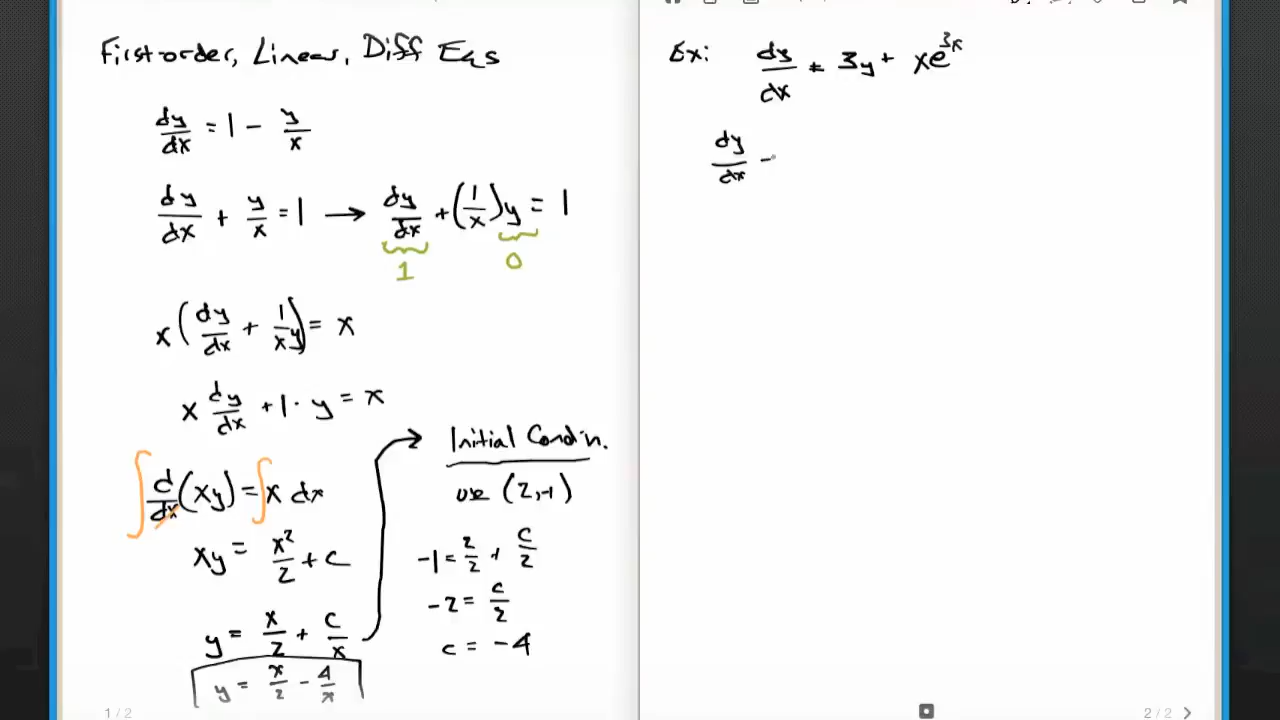 First-order, Linear, Diff Eqs
dy/dx = 1 - y/x
dy/dx + y/x = 1 → dy/dx + (1/x)y = 1
1 0
x(dy/dx + 1/x y) = x
x dy/dx + 1 · y = x
∫ d/dx (xy) = ∫ x dx
xy = x²/2 + c
y = x/2 + c/x
y = x/2 - 4/x
Initial Cond'n.
use (2,-1)
-1 = 2/2 + c/2
-2 = c/2
c = -4
1/2
Ex: dy/dx = 3y + xe^3x
dy/dx -
2/2